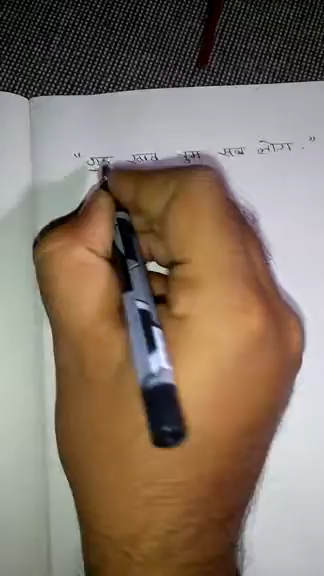 " खात तुम सब लोग . "